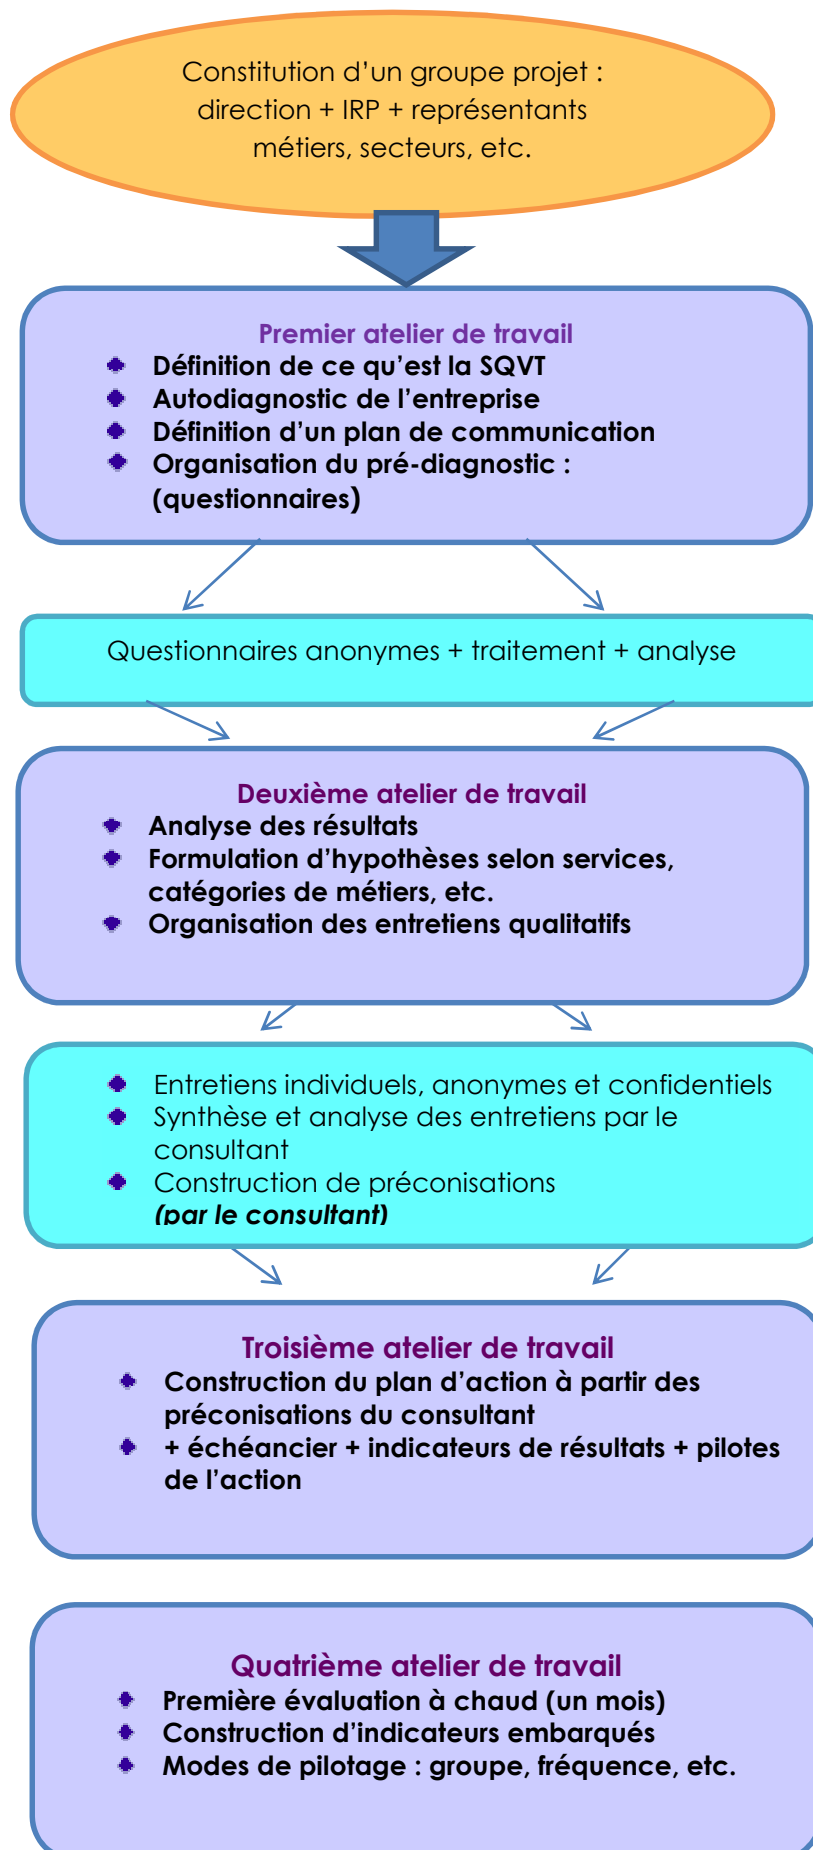 Constitution d’un groupe projet :
direction + IRP + représentants
métiers, secteurs, etc.
Premier atelier de travail
Définition de ce qu’est la SQVT
Autodiagnostic de l’entreprise
Définition d’un plan de communication
Organisation du pré-diagnostic :
(questionnaires)
Questionnaires anonymes + traitement + analyse
Deuxième atelier de travail
Analyse des résultats
Formulation d’hypothèses selon services,
catégories de métiers, etc.
Organisation des entretiens qualitatifs
Entretiens individuels, anonymes et confidentiels
Synthèse et analyse des entretiens par le
consultant
Construction de préconisations
(par le consultant)
Troisième atelier de travail
Construction du plan d’action à partir des
préconisations du consultant
+ échéancier + indicateurs de résultats + pilotes
de l’action
Quatrième atelier de travail
Première évaluation à chaud (un mois)
Construction d’indicateurs embarqués
Modes de pilotage : groupe, fréquence, etc.